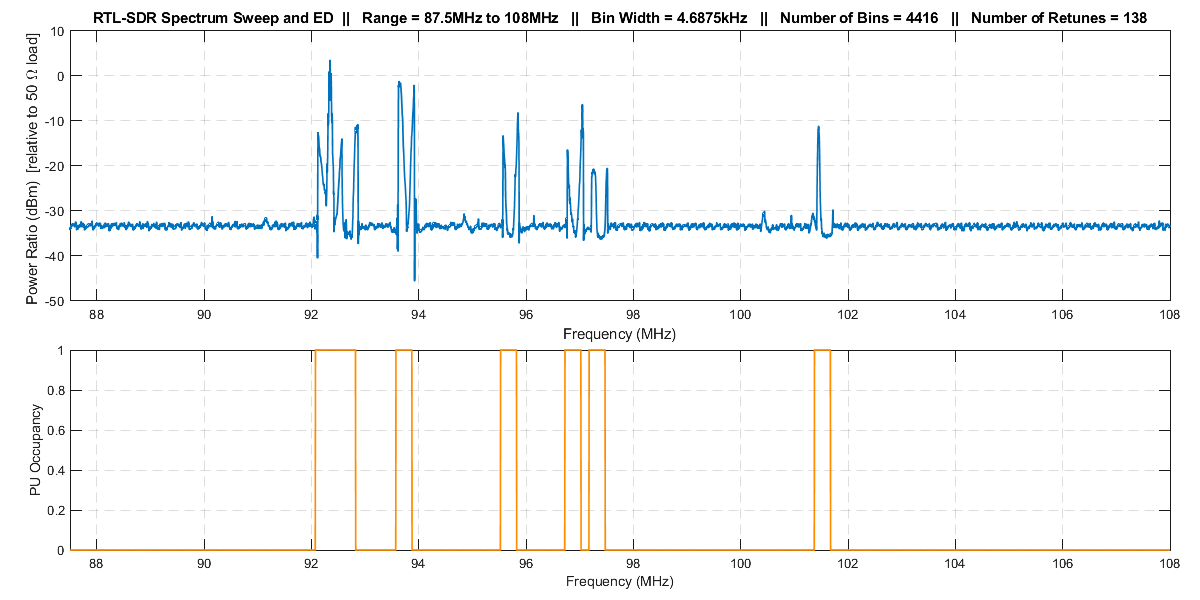 RTL-SDR Spectrum Sweep and ED || Range = 87.5MHz to 108MHz || Bin Width = 4.6875kHz || Number of Bins = 4416 || Number of Retunes = 138
Power Ratio (dBm) [relative to 50 Ω load]
10
0
-10
-20
-30
-40
-50
88 90 92 94 96 98 100 102 104 106 108
Frequency (MHz)
PU Occupancy
1
0.8
0.6
0.4
0.2
0
88 90 92 94 96 98 100 102 104 106 108
Frequency (MHz)